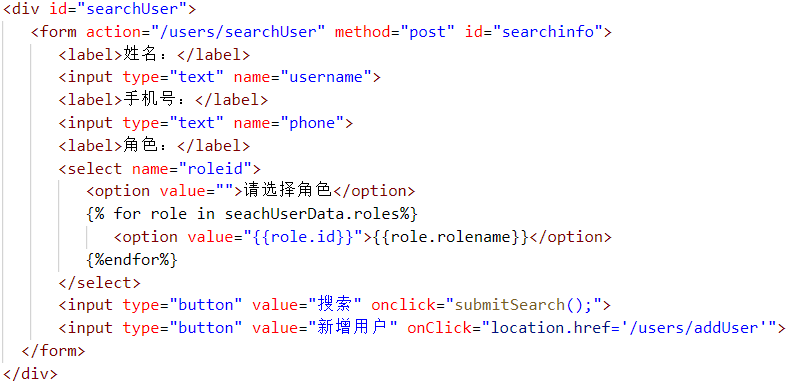 <div id="searchUser">
<form action="/users/searchUser" method="post" id="searchinfo">
<label>姓名：</label>
<input type="text" name="username">
<label>手机号：</label>
<input type="text" name="phone">
<label>角色：</label>
<select name="roleid">
<option value="">请选择角色</option>
{% for role in seachUserData.roles%}
<option value="{{role.id}}">{{role.rolename}}</option>
{%endfor%}
</select>
<input type="button" value="搜索" onclick="submitSearch();">
<input type="button" value="新增用户" onClick="location.href='/users/addUser'">
</form>
</div>